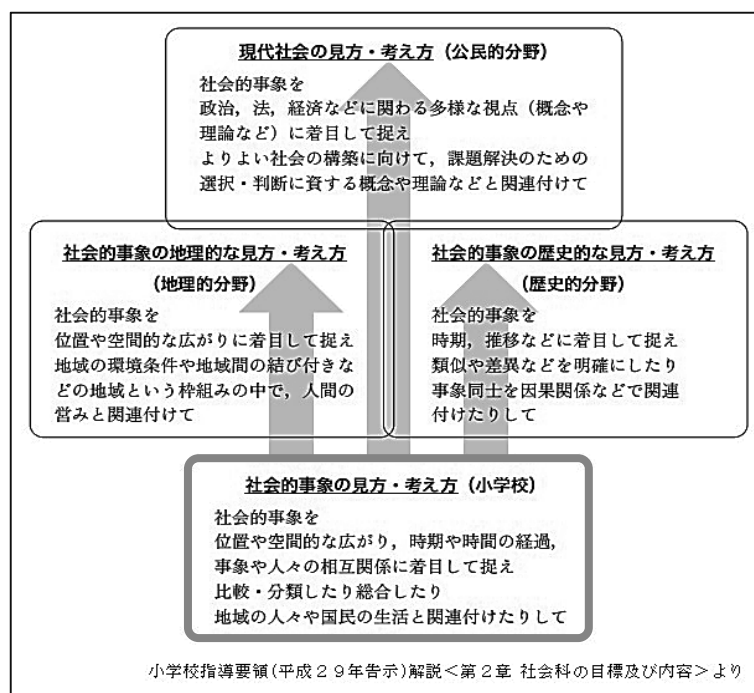 現代社会の見方・考え方（公民的分野）
社会的事象を
政治，法，経済などに関わる多様な視点（概念や
理論など）に着目して捉え
よりよい社会の構築に向けて，課題解決のための
選択・判断に資する概念や理論などと関連付けて
社会的事象の地理的な見方・考え方
（地理的分野）
社会的事象を
位置や空間的な広がりに着目して捉え
地域の環境条件や地域間の結び付きな
どの地域という枠組みの中で，人間の
営みと関連付けて
社会的事象の歴史的な見方・考え方
（歴史的分野）
社会的事象を
時期，推移などに着目して捉え
類似や差異などを明確にしたり
事象同士を因果関係などで関連
付けたりして
社会的事象の見方・考え方（小学校）
社会的事象を
位置や空間的な広がり，時期や時間の経過，
事象や人々の相互関係に着目して捉え
比較・分類したり総合したり
地域の人々や国民の生活と関連付けたりして
小学校指導要領(平成２９年告示)解説＜第２章 社会科の目標及び内容＞より